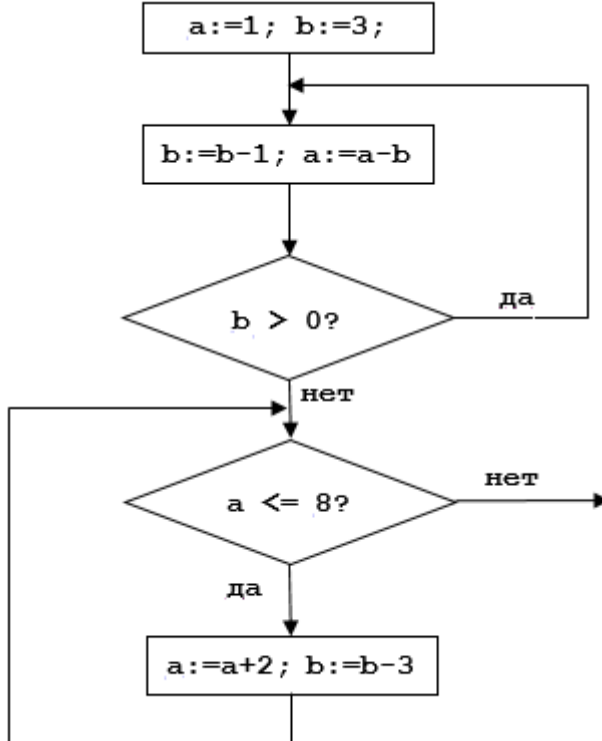 a:=1; b:=3;
b:=b-1; a:=a-b
b > 0?
да
нет
a <= 8?
нет
да
a:=a+2; b:=b-3